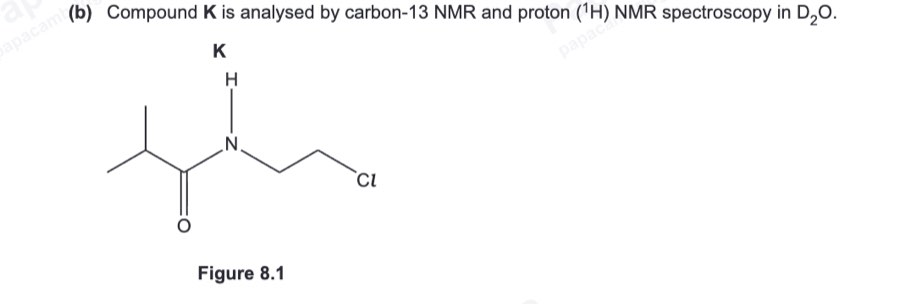 (b) Compound K is analysed by carbon-13 NMR and proton (¹H) NMR spectroscopy in D₂O.
K
H
N
Cl
O
Figure 8.1